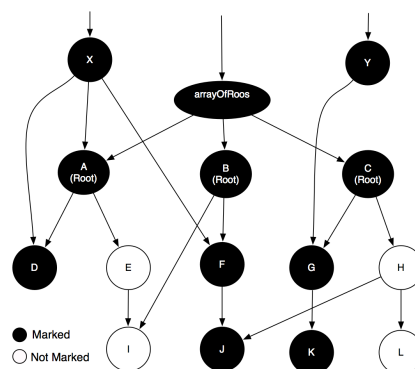 X
Y
arrayOfRoos
A
(Root)
B
(Root)
C
(Root)
D
E
F
G
H
I
J
K
L
Marked
Not Marked